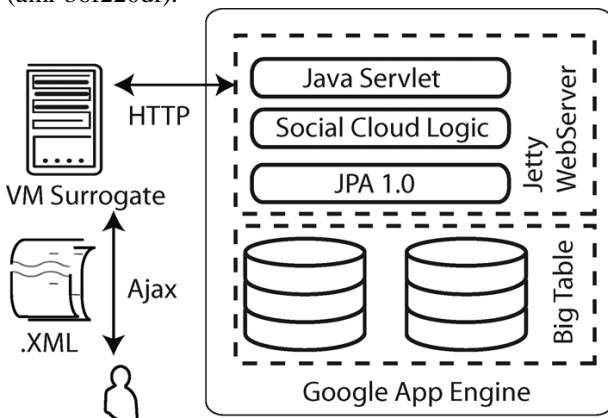 Java Servlet
HTTP
Social Cloud Logic
JPA 1.0
Jetty
WebServer
VM Surrogate
Ajax
.XML
Big Table
Google App Engine